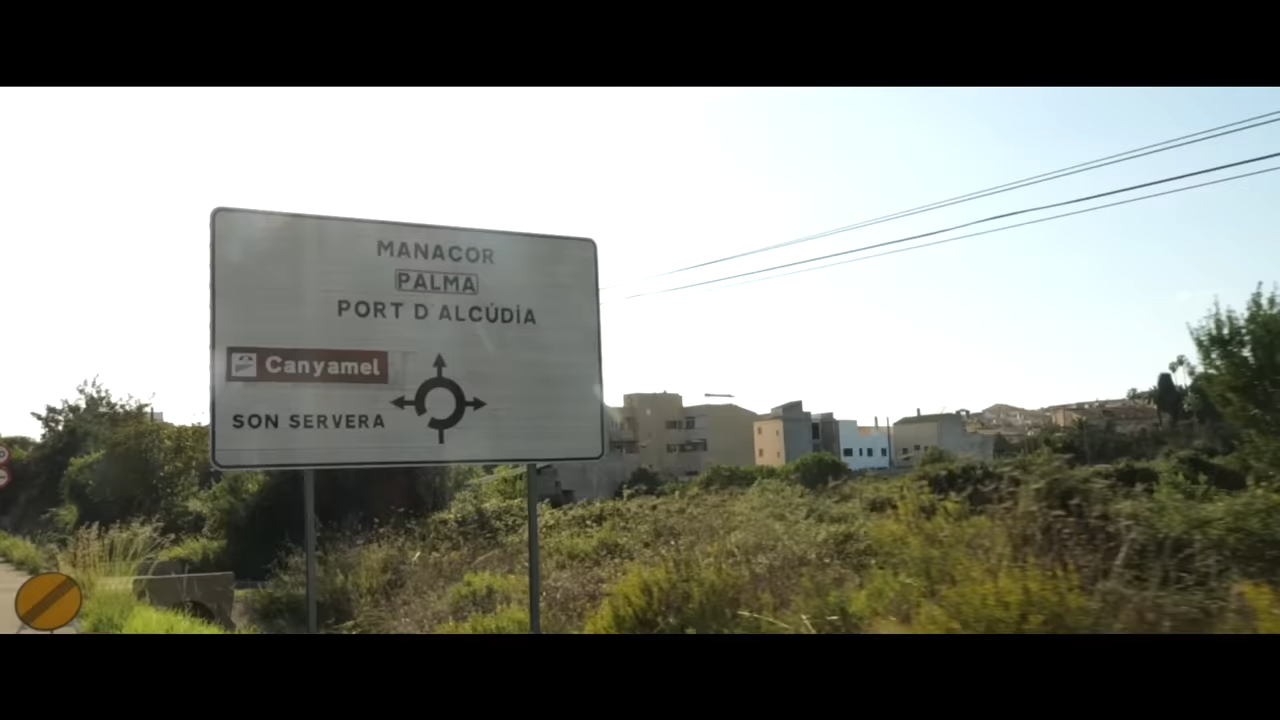 MANACOR
PALMA
PORT D'ALCÚDIA
Canyamel
SON SERVERA